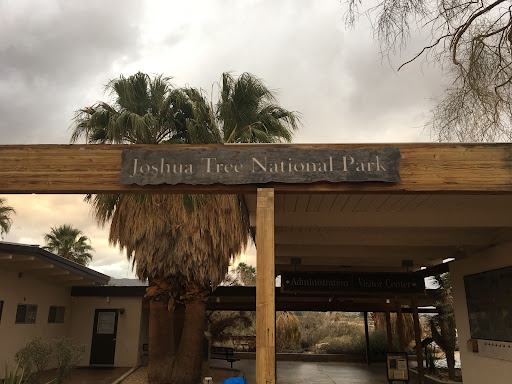 Joshua Tree National Park
Administration Visitor Center